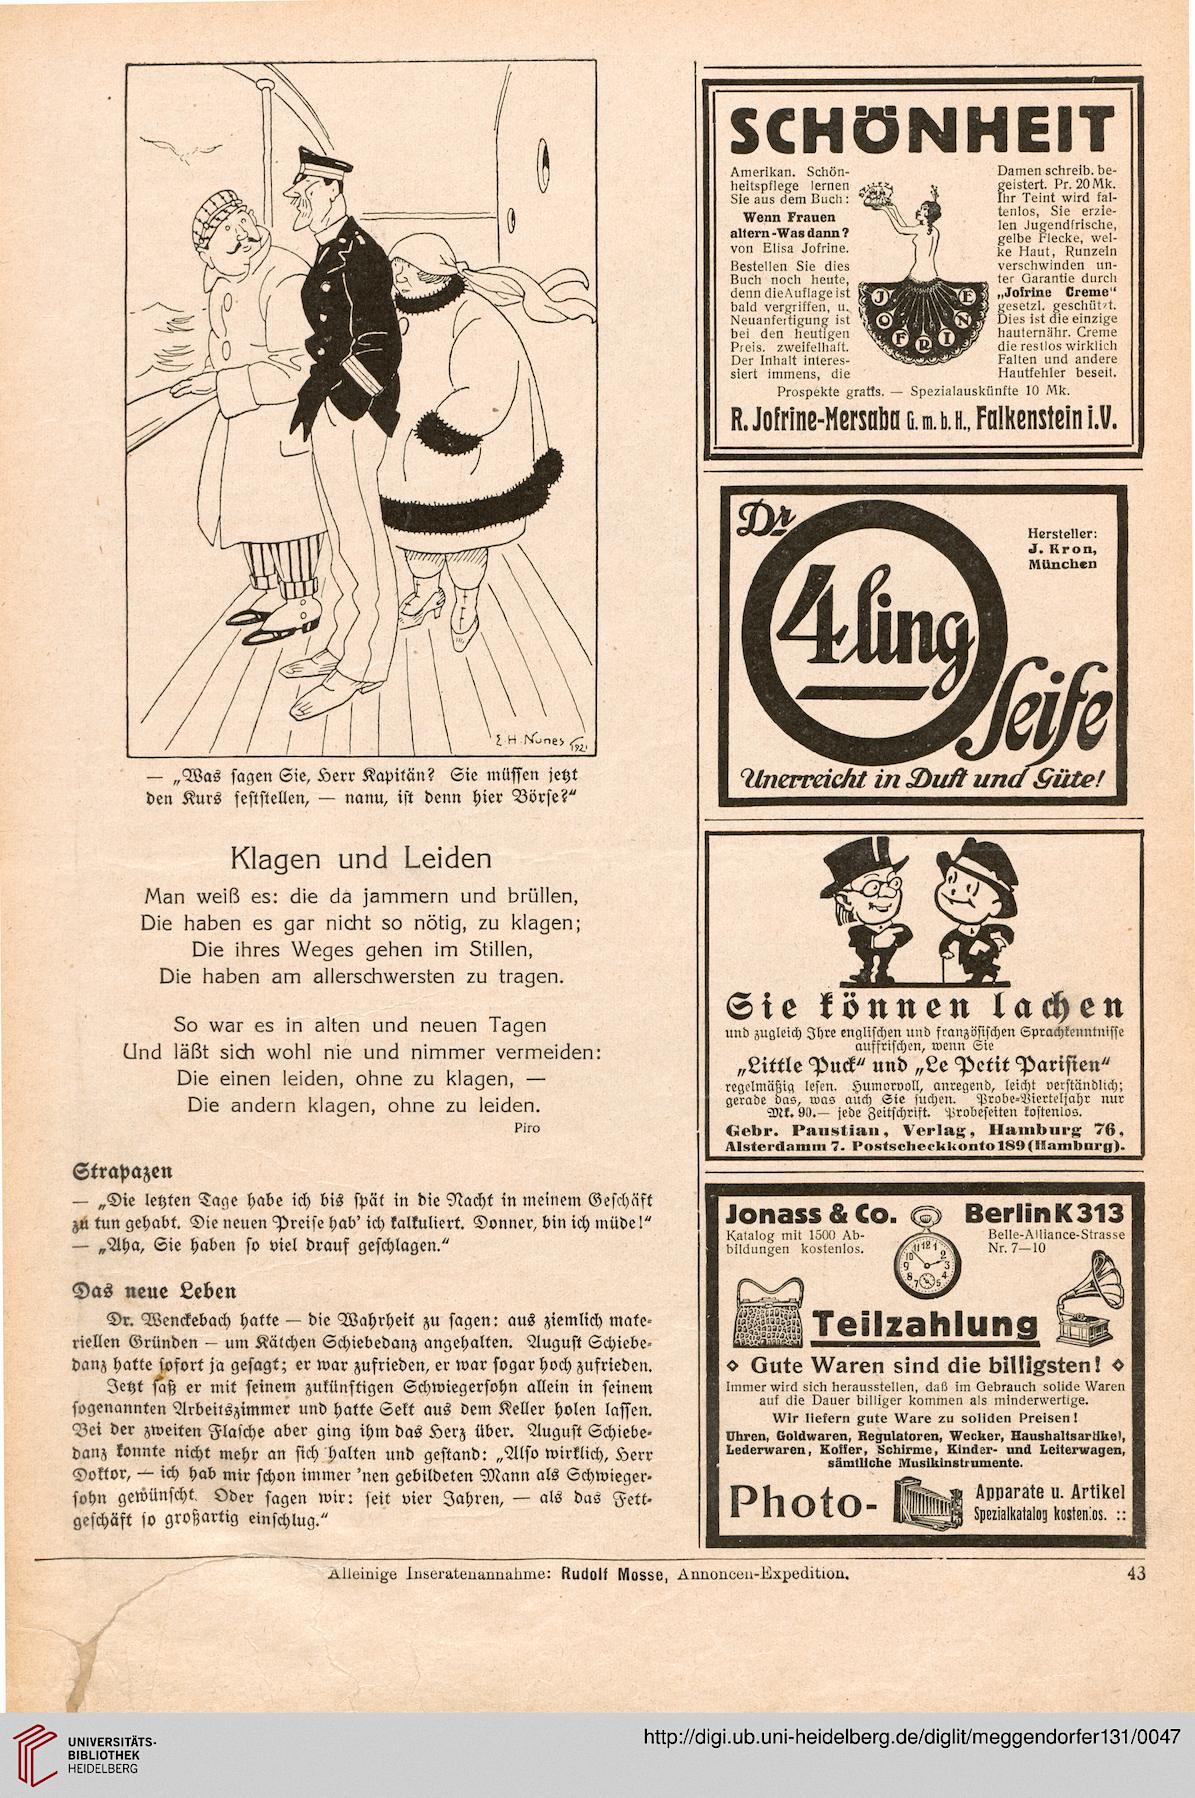 E. H. Nunes 1921
— „Was sagen Sie, Herr Kapitän? Sie müssen jetzt
den Kurs feststellen, — nanu, ist denn hier Börse?“
Klagen und Leiden
Man weiß es: die da jammern und brüllen,
Die haben es gar nicht so nötig, zu klagen;
Die ihres Weges gehen im Stillen,
Die haben am allerschwersten zu tragen.
So war es in alten und neuen Tagen
Und läßt sich wohl nie und nimmer vermeiden:
Die einen leiden, ohne zu klagen, —
Die andern klagen, ohne zu leiden.
Piro
Strapazen
— „Die letzten Tage habe ich bis spät in die Nacht in meinem Geschäft
zu tun gehabt. Die neuen Preise hab’ ich kalkuliert. Donner, bin ich müde!“
— „Aha, Sie haben so viel drauf geschlagen.“
Das neue Leben
Dr. Wenckebach hatte — die Wahrheit zu sagen: aus ziemlich mate-
riellen Gründen — um Kätchen Schiebedanz angehalten. August Schiebe-
danz hatte sofort ja gesagt; er war zufrieden, er war sogar hoch zufrieden.
Jetzt saß er mit seinem zukünftigen Schwiegersohn allein in seinem
sogenannten Arbeitszimmer und hatte Sekt aus dem Keller holen lassen.
Bei der zweiten Flasche aber ging ihm das Herz über. August Schiebe-
danz konnte nicht mehr an sich halten und gestand: „Also wirklich, Herr
Doktor, — ich hab mir schon immer ’nen gebildeten Mann als Schwieger-
sohn gewünscht. Oder sagen wir: seit vier Jahren, — als das Fett-
geschäft so großartig einschlug.“
SCHÖNHEIT
Amerikan. Schön-
heitspflege lernen
Sie aus dem Buch:
Wenn Frauen
altern-Was dann?
von Elisa Jofrine.
Bestellen Sie dies
Buch noch heute,
denn die Auflage ist
bald vergriffen, u.
Neuanfertigung ist
bei den heutigen
Preis. zweifelhaft.
Der Inhalt interes-
siert immens, die
JOFRINE
Damen schreib. be-
geistert. Pr. 20 Mk.
Ihr Teint wird fal-
tenlos, Sie erzie-
len Jugendfrische,
gelbe Flecke, wel-
ke Haut, Runzeln
verschwinden un-
ter Garantie durch
„Jofrine Creme“
gesetzl. geschützt.
Dies ist die einzige
hauternähr. Creme
die restlos wirklich
Falten und andere
Hautfehler beseit.
Prospekte gratis. — Spezialauskünfte 10 Mk.
R. Jofrine-Mersaba G. m. b. H., Falkenstein i. V.
Dr
4ling
Seife
Hersteller:
J. Kron,
München
Unerreicht in Duft und Güte!
Sie können lachen
und zugleich Ihre englischen und französischen Sprachkenntnisse
auffrischen, wenn Sie
„Little Puck“ und „Le Petit Parisien“
regelmäßig lesen. Humorvoll, anregend, leicht verständlich;
gerade das, was auch Sie suchen. Probe-Vierteljahr nur
Mk. 90.— jede Zeitschrift. Probeseiten kostenlos.
Gebr. Paustian, Verlag, Hamburg 76,
Alsterdamm 7. Postscheckkonto 189 (Hamburg).
Jonass & Co. Berlin K 313
Katalog mit 1500 Ab-
bildungen kostenlos.
Belle-Alliance-Strasse
Nr. 7—10
Teilzahlung
Gute Waren sind die billigsten!
Immer wird sich herausstellen, daß im Gebrauch solide Waren
auf die Dauer billiger kommen als minderwertige.
Wir liefern gute Ware zu soliden Preisen!
Uhren, Goldwaren, Regulatoren, Wecker, Haushaltsartikel,
Lederwaren, Koffer, Schirme, Kinder- und Leiterwagen,
sämtliche Musikinstrumente.
Photo-
Apparate u. Artikel
Spezialkatalog kostenlos. ::
Alleinige Inseratenannahme: Rudolf Mosse, Annoncen-Expedition.
43
UNIVERSITÄTS-
BIBLIOTHEK
HEIDELBERG
http://digi.ub.uni-heidelberg.de/diglit/meggendorfer131/0047